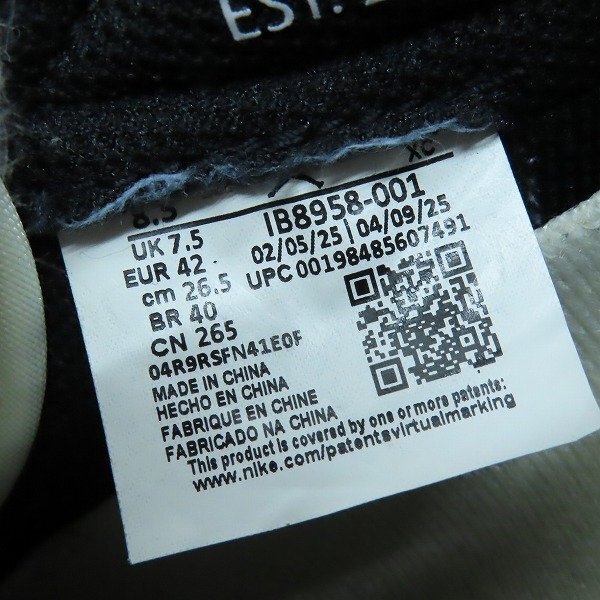 EST.
8.5
XC
UK 7.5
IB8958-001
EUR 42
02/05/25 | 04/09/25
cm 26.5
UPC 00198485607491
BR 40
CN 265
04R9RSFN41E0F
MADE IN CHINA
HECHO EN CHINA
FABRIQUE EN CHINE
FABRICADO NA CHINA
This product is covered by one or more patents:
www.nike.com/patentsvirtualmarking